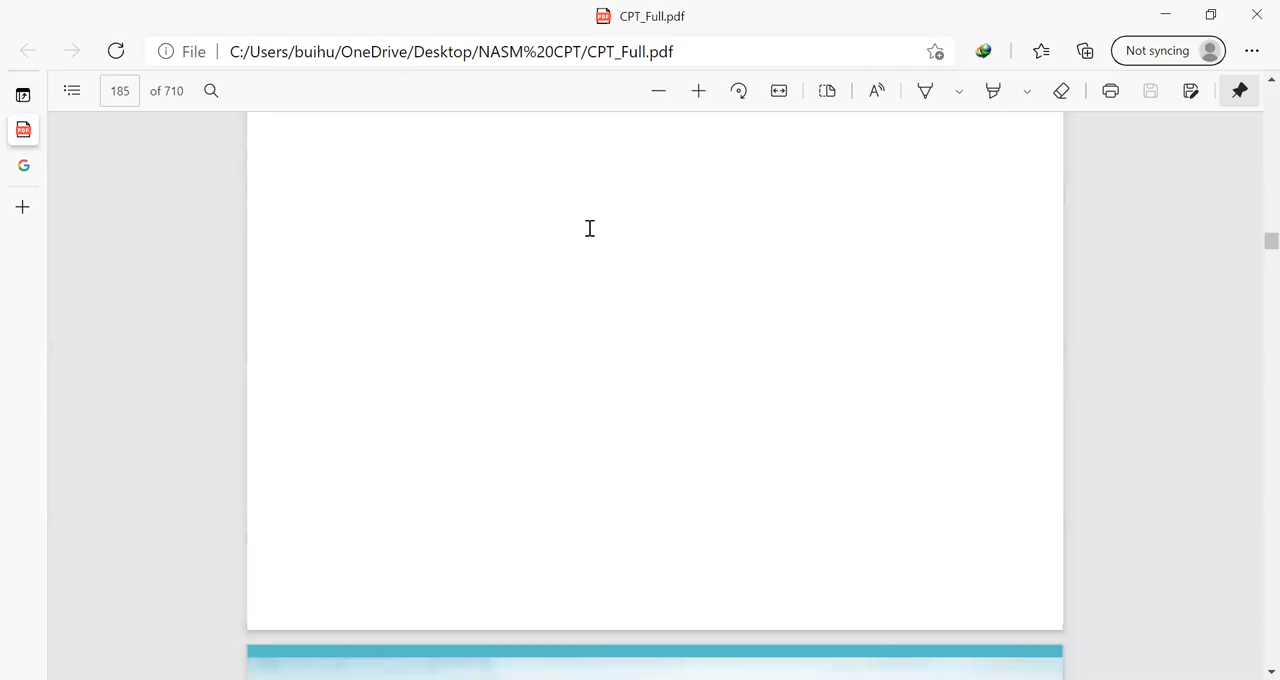 CPT_Full.pdf
File C:/Users/buihu/OneDrive/Desktop/NASM%20CPT/CPT_Full.pdf Not syncing
185 of 710